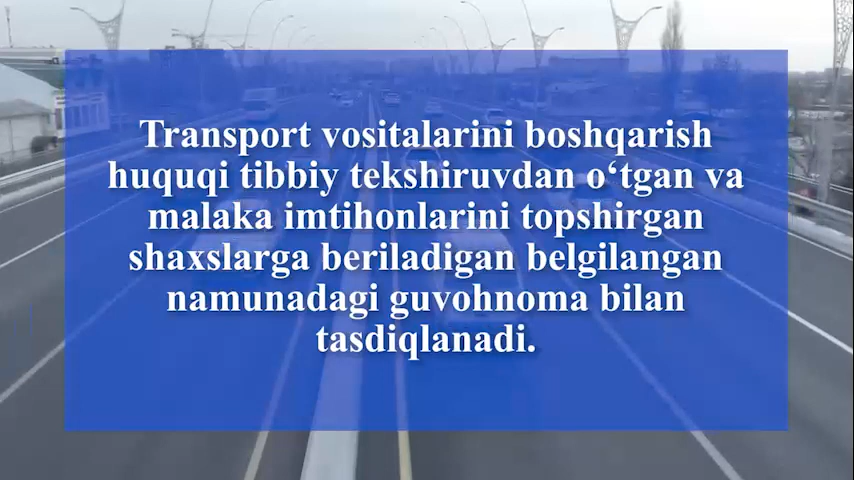 Transport vositalarini boshqarish
huquqi tibbiy tekshiruvdan o‘tgan va
malaka imtihonlarini topshirgan
shaxslarga beriladigan belgilangan
namunadagi guvohnoma bilan
tasdiqlanadi.